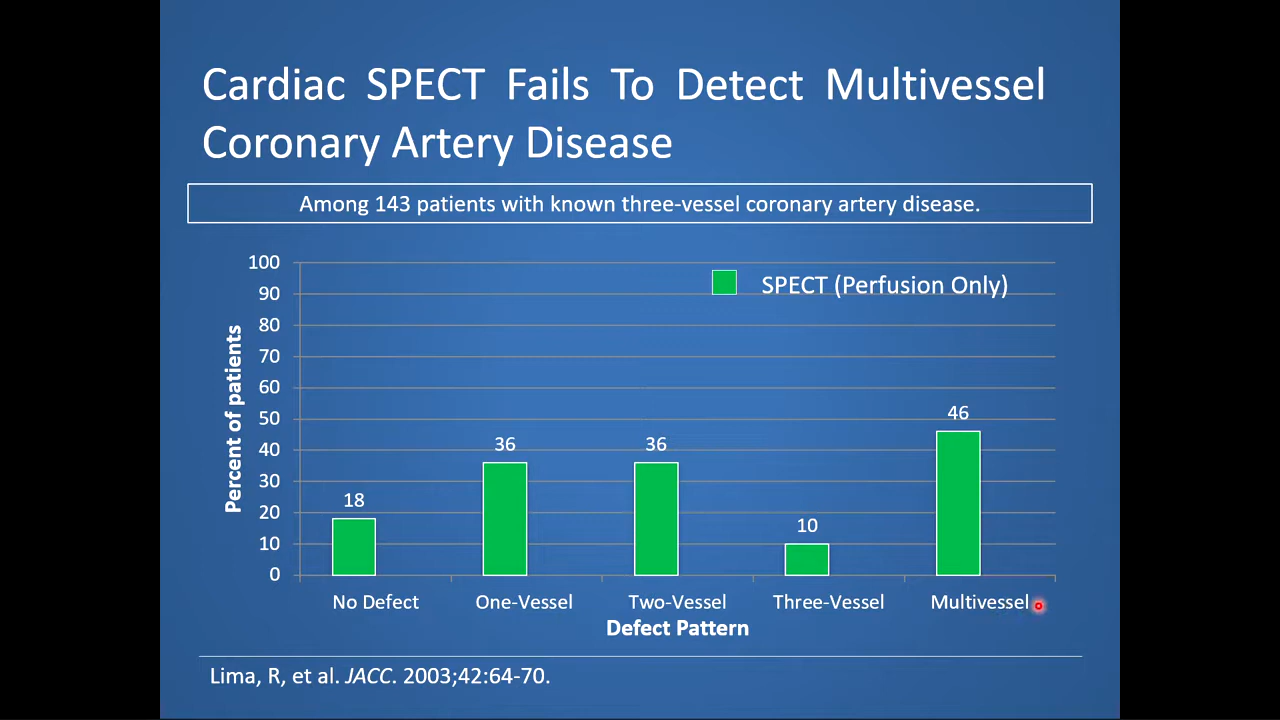 Cardiac SPECT Fails To Detect Multivessel
Coronary Artery Disease
Among 143 patients with known three-vessel coronary artery disease.
SPECT (Perfusion Only)
Percent of patients
100
90
80
70
60
50
40
30
20
10
0
18
36
36
10
46
No Defect
One-Vessel
Two-Vessel
Three-Vessel
Multivessel
Defect Pattern
Lima, R, et al. JACC. 2003;42:64-70.